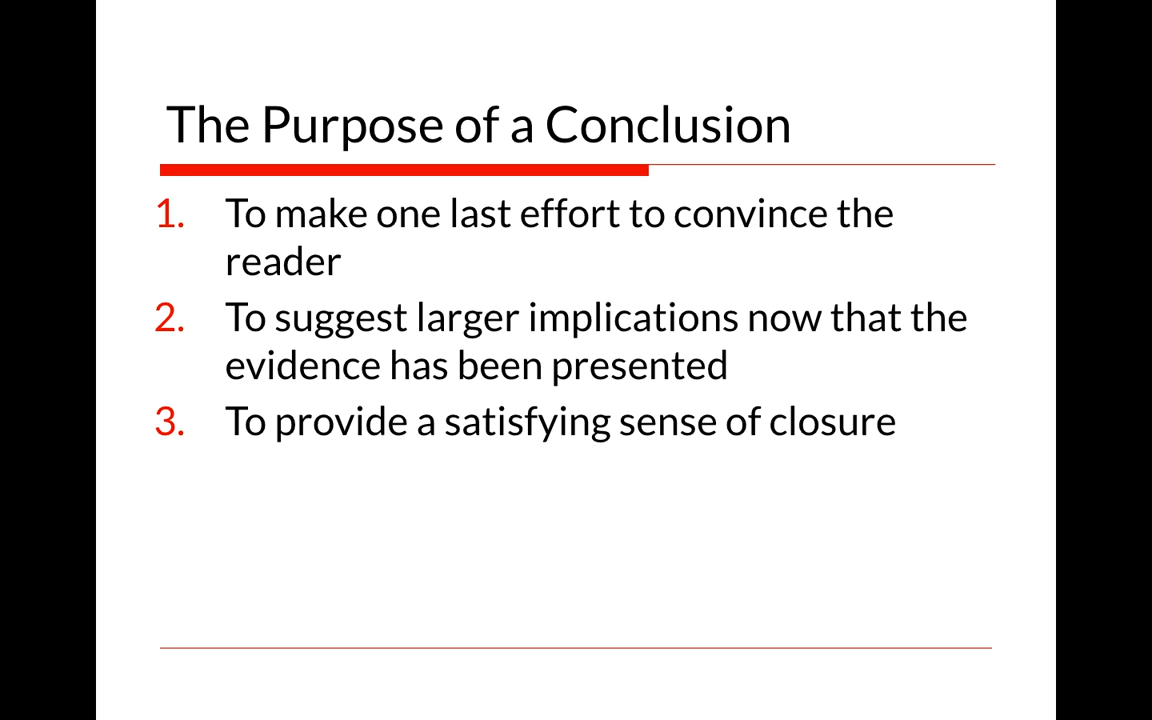 The Purpose of a Conclusion
1. To make one last effort to convince the
reader
2. To suggest larger implications now that the
evidence has been presented
3. To provide a satisfying sense of closure